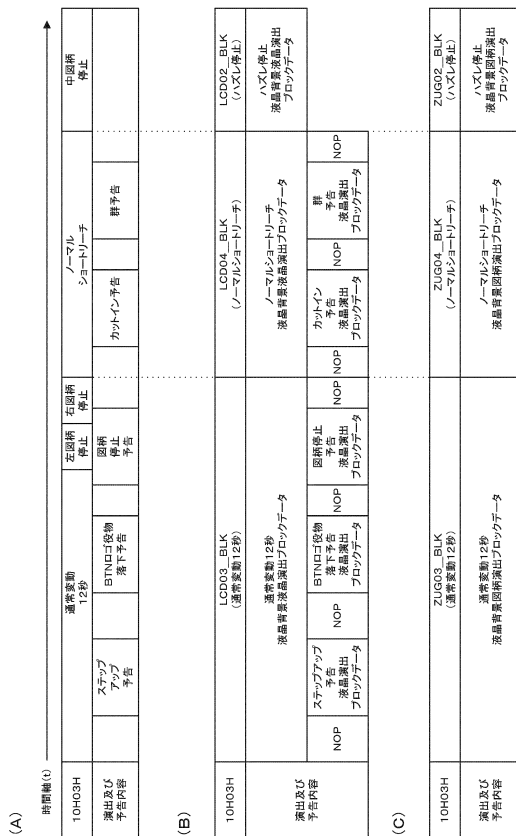 (A)
時間軸(t)
10H03H
通常変動
12秒
左図柄
停止
右図柄
停止
ノーマル
ショートリーチ
中図柄
停止
演出及び
予告内容
ステップ
アップ
予告
BTNロゴ役物
落下予告
図柄
停止
予告
カットイン予告
群予告
(B)
10H03H
LCD03__BLK
(通常変動12秒)
LCD04__BLK
(ノーマルショートリーチ)
LCD02__BLK
(ハズレ停止)
演出及び
予告内容
通常変動12秒
液晶背景液晶演出ブロックデータ
ノーマルショートリーチ
液晶背景液晶演出ブロックデータ
ハズレ停止
液晶背景液晶演出
ブロックデータ
NOP
ステップアップ
予告
液晶演出
ブロックデータ
NOP
BTNロゴ役物
落下予告
液晶演出
ブロックデータ
NOP
図柄停止
予告
液晶演出
ブロックデータ
NOP
NOP
カットイン
予告
液晶演出
ブロックデータ
NOP
群
予告
液晶演出
ブロックデータ
NOP
(C)
10H03H
ZUG03__BLK
(通常変動12秒)
ZUG04__BLK
(ノーマルショートリーチ)
ZUG02__BLK
(ハズレ停止)
演出及び
予告内容
通常変動12秒
液晶背景図柄演出ブロックデータ
ノーマルショートリーチ
液晶背景図柄演出ブロックデータ
ハズレ停止
液晶背景図柄演出
ブロックデータ